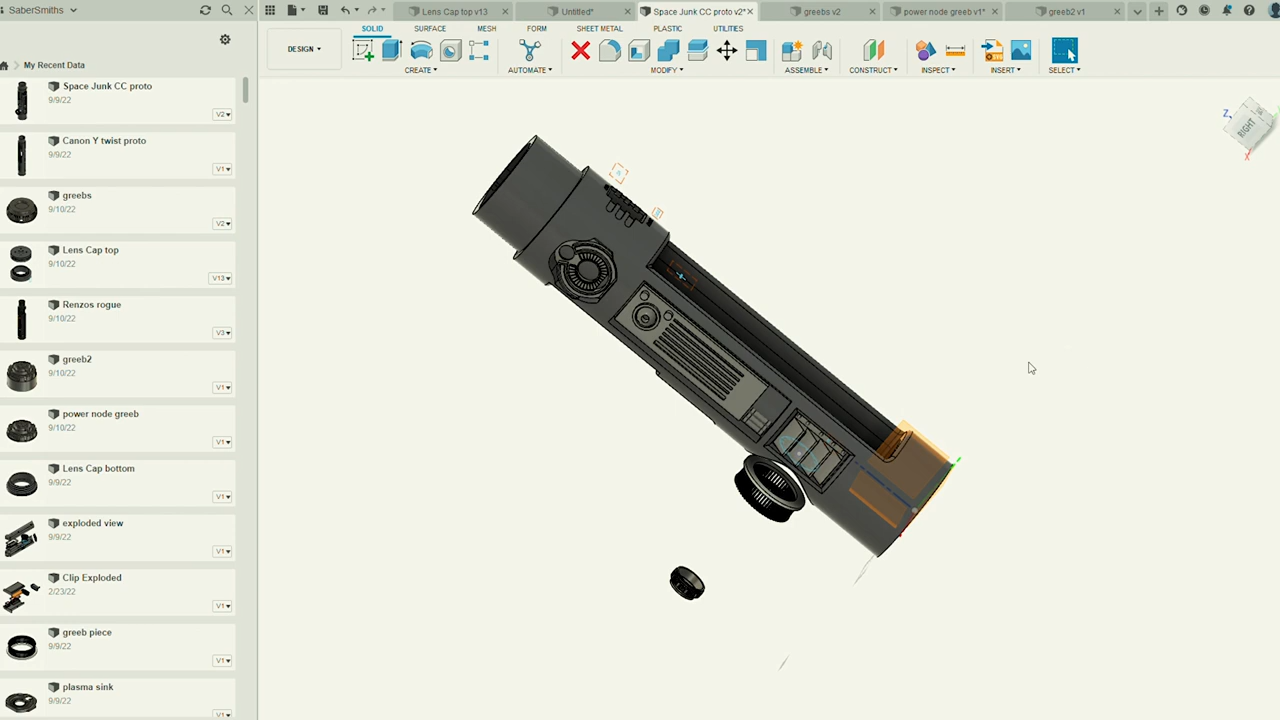 SaberSmiths
Lens Cap top v13
Untitled*
Space Junk CC proto v2*
greebs v2
power node greeb v1*
greeb2 v1
SOLID
SURFACE
MESH
FORM
SHEET METAL
PLASTIC
UTILITIES
DESIGN
CREATE
AUTOMATE
MODIFY
ASSEMBLE
CONSTRUCT
INSPECT
INSERT
SELECT
My Recent Data
Space Junk CC proto
9/9/22
V2
Canon Y twist proto
9/9/22
V1
greebs
9/10/22
V2
Lens Cap top
9/10/22
V13
Renzos rogue
9/10/22
V3
greeb2
9/10/22
V1
power node greeb
9/10/22
V1
Lens Cap bottom
9/9/22
V1
exploded view
9/9/22
V1
Clip Exploded
2/23/22
V1
greeb piece
9/9/22
V1
plasma sink
9/9/22
V1
Z
RIGHT
X